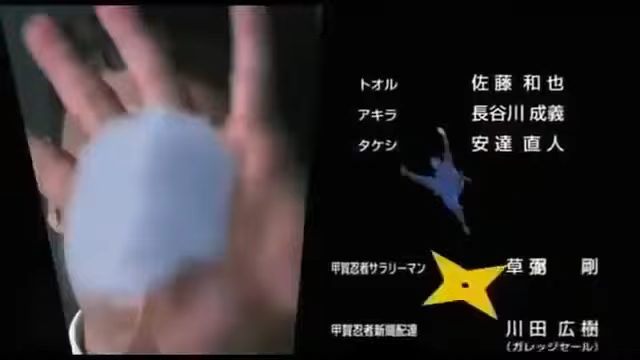 トオル 佐藤 和也
アキラ 長谷川 成義
タケシ 安達 直人
甲賀忍者サラリーマン 草彅 剛
甲賀忍者新聞配達 川田 広樹
(ガレッジセール)